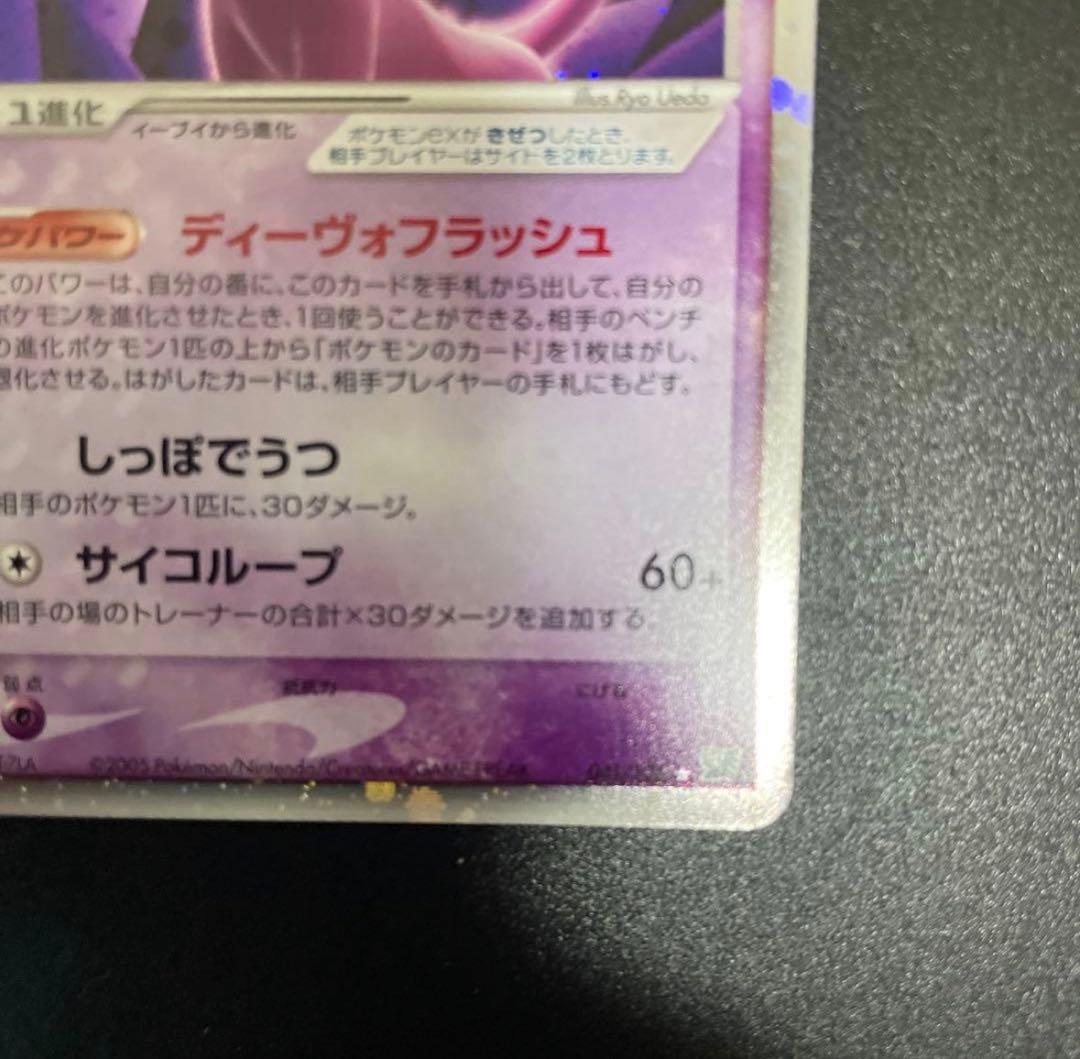 illus.Ryo Ueda
ュ進化
イーブイから進化
ポケモンexが きぜつしたとき、
相手プレイヤーはサイドを2枚とります。
ケパワー ディーヴォフラッシュ
このパワーは、自分の番に、このカードを手札から出して、自分の
ポケモンを進化させたとき、1回使うことができる。相手のベンチ
の進化ポケモン1匹の上から「ポケモンのカード」を1枚はがし、
退化させる。はがしたカードは、相手プレイヤーの手札にもどす。
しっぽでうつ
相手のポケモン1匹に、30ダメージ。
サイコループ 60+
相手の場のトレーナーの合計×30ダメージを追加する
弱点 抵抗力 にげる
©2005 Pokémon/Nintendo/Creatures/GAMEFREAK